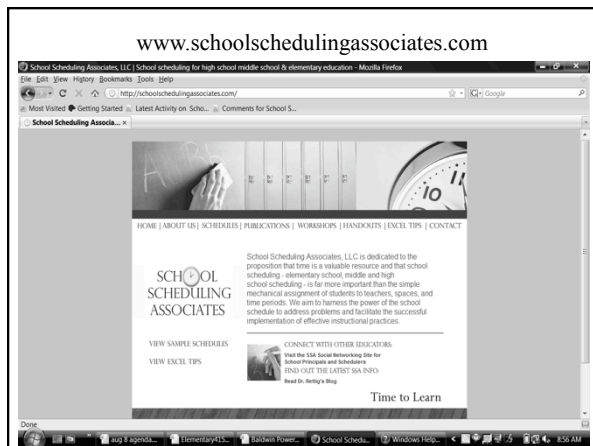 www.schoolschedulingassociates.com
School Scheduling Associates, LLC | School scheduling for high school middle school & elementary education - Mozilla Firefox
File Edit View History Bookmarks Tools Help
http://schoolschedulingassociates.com/
Google
Most Visited Getting Started Latest Activity on Scho... Comments for School S...
School Scheduling Associa...
10 11
HOME | ABOUT US | SCHEDULES | PUBLICATIONS | WORKSHOPS | HANDOUTS | EXCEL TIPS | CONTACT
SCHOOL
SCHEDULING
ASSOCIATES
VIEW SAMPLE SCHEDULES
VIEW EXCEL TIPS
School Scheduling Associates, LLC is dedicated to the
proposition that time is a valuable resource and that school
scheduling - elementary school, middle and high
school scheduling - is far more important than the simple
mechanical assignment of students to teachers, spaces, and
time periods. We aim to harness the power of the school
schedule to address problems and facilitate the successful
implementation of effective instructional practices.
CONNECT WITH OTHER EDUCATORS:
Visit the SSA Social Networking Site for
School Principals and Schedulers
FIND OUT THE LATEST SSA INFO:
Read Dr. Rettig's Blog
Time to Learn
Done
aug 8 agenda... Elementary415... Baldwin Power... School Schedu... Windows Help... 8:56 AM